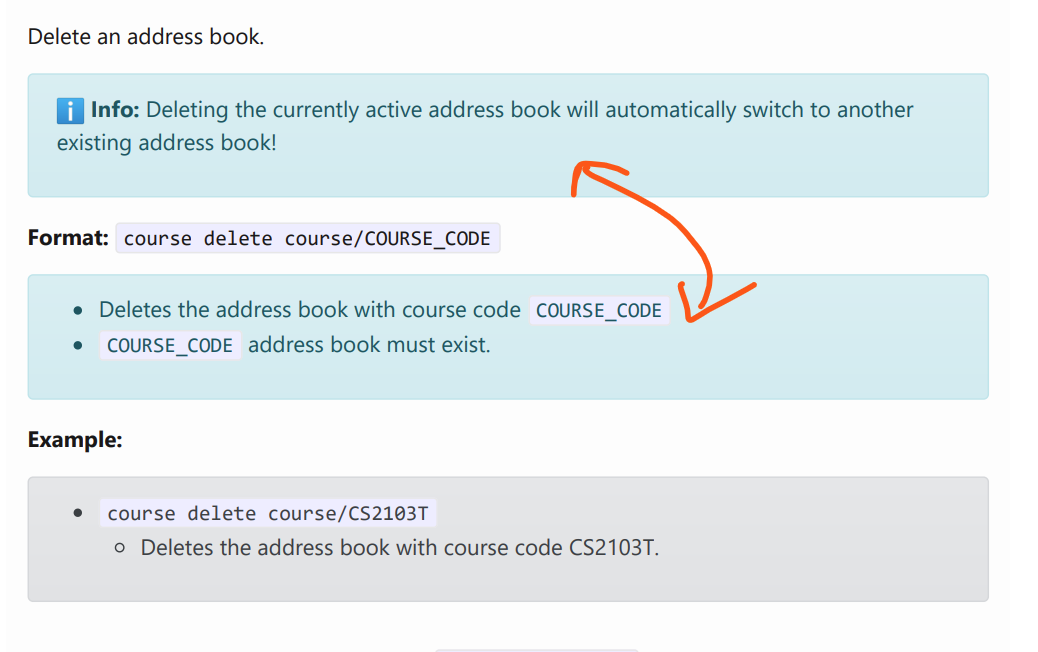 Delete an address book.
ℹ️ Info: Deleting the currently active address book will automatically switch to another
existing address book!
Format: course delete course/COURSE_CODE
• Deletes the address book with course code COURSE_CODE
• COURSE_CODE address book must exist.
Example:
• course delete course/CS2103T
◦ Deletes the address book with course code CS2103T.